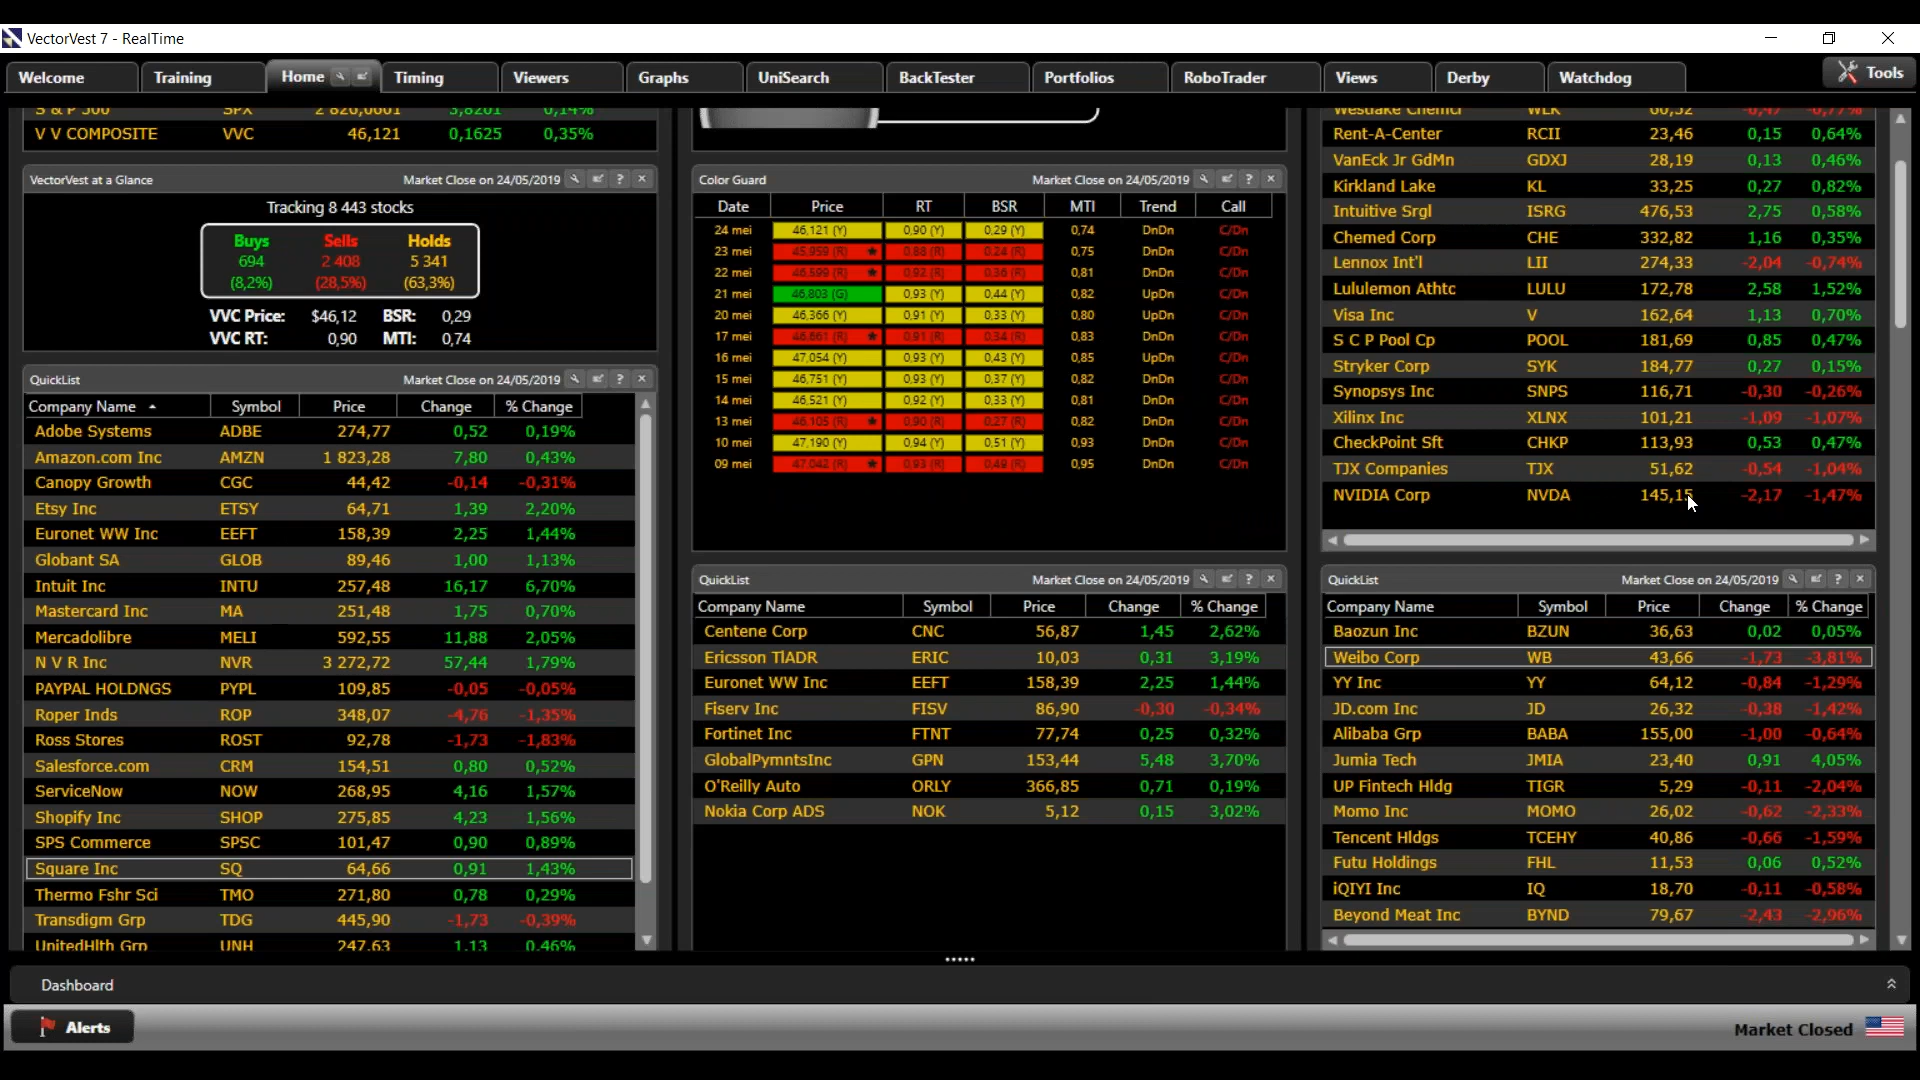 VectorVest 7 - RealTime
Welcome Training Home Timing Viewers Graphs UniSearch BackTester Portfolios RoboTrader Views Derby Watchdog Tools
S & P 500 SPX 2 826,0601 3,8201 0,14%
V V COMPOSITE VVC 46,121 0,1625 0,35%
VectorVest at a Glance Market Close on 24/05/2019 ?
Tracking 8 443 stocks
Buys Sells Holds
694 2 408 5 341
(8,2%) (28,5%) (63,3%)
VVC Price: $46,12 BSR: 0,29
VVC RT: 0,90 MTI: 0,74
QuickList Market Close on 24/05/2019 ?
Company Name Symbol Price Change % Change
Adobe Systems ADBE 274,77 0,52 0,19%
Amazon.com Inc AMZN 1 823,28 7,80 0,43%
Canopy Growth CGC 44,42 -0,14 -0,31%
Etsy Inc ETSY 64,71 1,39 2,20%
Euronet WW Inc EEFT 158,39 2,25 1,44%
Globant SA GLOB 89,46 1,00 1,13%
Intuit Inc INTU 257,48 16,17 6,70%
Mastercard Inc MA 251,48 1,75 0,70%
Mercadolibre MELI 592,55 11,88 2,05%
N V R Inc NVR 3 272,72 57,44 1,79%
PAYPAL HOLDNGS PYPL 109,85 -0,05 -0,05%
Roper Inds ROP 348,07 -4,76 -1,35%
Ross Stores ROST 92,78 -1,73 -1,83%
Salesforce.com CRM 154,51 0,80 0,52%
ServiceNow NOW 268,95 4,16 1,57%
Shopify Inc SHOP 275,85 4,23 1,56%
SPS Commerce SPSC 101,47 0,90 0,89%
Square Inc SQ 64,66 0,91 1,43%
Thermo Fshr Sci TMO 271,80 0,78 0,29%
Transdigm Grp TDG 445,90 -1,73 -0,39%
UnitedHlth Grp UNH 247,63 1,13 0,46%
Color Guard Market Close on 24/05/2019 ?
Date Price RT BSR MTI Trend Call
24 mei 46,121 (Y) 0,90 (Y) 0,29 (Y) 0,74 DnDn C/Dn
23 mei 45,959 (R) ★ 0,88 (R) 0,24 (R) 0,75 DnDn C/Dn
22 mei 46,599 (R) ★ 0,92 (R) 0,36 (R) 0,81 DnDn C/Dn
21 mei 46,803 (G) 0,93 (Y) 0,44 (Y) 0,82 UpDn C/Dn
20 mei 46,366 (Y) 0,91 (Y) 0,33 (Y) 0,80 UpDn C/Dn
17 mei 46,661 (R) ★ 0,91 (R) 0,34 (R) 0,83 DnDn C/Dn
16 mei 47,054 (Y) 0,93 (Y) 0,43 (Y) 0,85 UpDn C/Dn
15 mei 46,751 (Y) 0,93 (Y) 0,37 (Y) 0,82 DnDn C/Dn
14 mei 46,521 (Y) 0,92 (Y) 0,33 (Y) 0,81 DnDn C/Dn
13 mei 46,105 (R) ★ 0,90 (R) 0,27 (R) 0,82 DnDn C/Dn
10 mei 47,190 (Y) 0,94 (Y) 0,51 (Y) 0,93 DnDn C/Dn
09 mei 47,042 (R) ★ 0,93 (R) 0,49 (R) 0,95 DnDn C/Dn
QuickList Market Close on 24/05/2019 ?
Company Name Symbol Price Change % Change
Centene Corp CNC 56,87 1,45 2,62%
Ericsson TlADR ERIC 10,03 0,31 3,19%
Euronet WW Inc EEFT 158,39 2,25 1,44%
Fiserv Inc FISV 86,90 -0,30 -0,34%
Fortinet Inc FTNT 77,74 0,25 0,32%
GlobalPymntsInc GPN 153,44 5,48 3,70%
O'Reilly Auto ORLY 366,85 0,71 0,19%
Nokia Corp ADS NOK 5,12 0,15 3,02%
Westlake Chemcl WLK 60,52 -0,47 -0,77%
Rent-A-Center RCII 23,46 0,15 0,64%
VanEck Jr GdMn GDXJ 28,19 0,13 0,46%
Kirkland Lake KL 33,25 0,27 0,82%
Intuitive Srgl ISRG 476,53 2,75 0,58%
Chemed Corp CHE 332,82 1,16 0,35%
Lennox Int'l LII 274,33 -2,04 -0,74%
Lululemon Athtc LULU 172,78 2,58 1,52%
Visa Inc V 162,64 1,13 0,70%
S C P Pool Cp POOL 181,69 0,85 0,47%
Stryker Corp SYK 184,77 0,27 0,15%
Synopsys Inc SNPS 116,71 -0,30 -0,26%
Xilinx Inc XLNX 101,21 -1,09 -1,07%
CheckPoint Sft CHKP 113,93 0,53 0,47%
TJX Companies TJX 51,62 -0,54 -1,04%
NVIDIA Corp NVDA 145,15 -2,17 -1,47%
QuickList Market Close on 24/05/2019 ?
Company Name Symbol Price Change % Change
Baozun Inc BZUN 36,63 0,02 0,05%
Weibo Corp WB 43,66 -1,73 -3,81%
YY Inc YY 64,12 -0,84 -1,29%
JD.com Inc JD 26,32 -0,38 -1,42%
Alibaba Grp BABA 155,00 -1,00 -0,64%
Jumia Tech JMIA 23,40 0,91 4,05%
UP Fintech Hldg TIGR 5,29 -0,11 -2,04%
Momo Inc MOMO 26,02 -0,62 -2,33%
Tencent Hldgs TCEHY 40,86 -0,66 -1,59%
Futu Holdings FHL 11,53 0,06 0,52%
iQIYI Inc IQ 18,70 -0,11 -0,58%
Beyond Meat Inc BYND 79,67 -2,43 -2,96%
Dashboard
Alerts
Market Closed